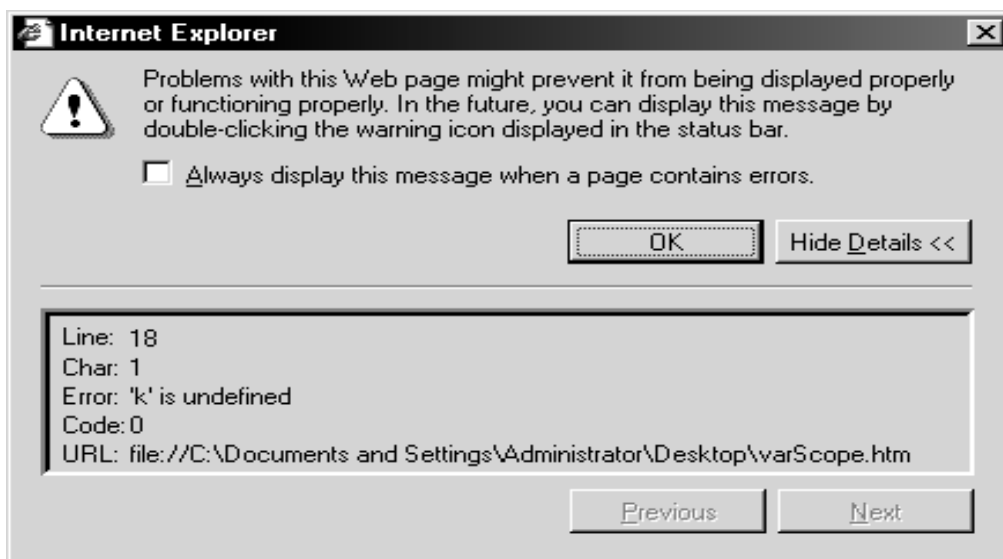 Internet Explorer
Problems with this Web page might prevent it from being displayed properly
or functioning properly. In the future, you can display this message by
double-clicking the warning icon displayed in the status bar.
Always display this message when a page contains errors.
OK
Hide Details <<
Line: 18
Char: 1
Error: 'k' is undefined
Code: 0
URL: file://C:\Documents and Settings\Administrator\Desktop\varScope.htm
Previous
Next